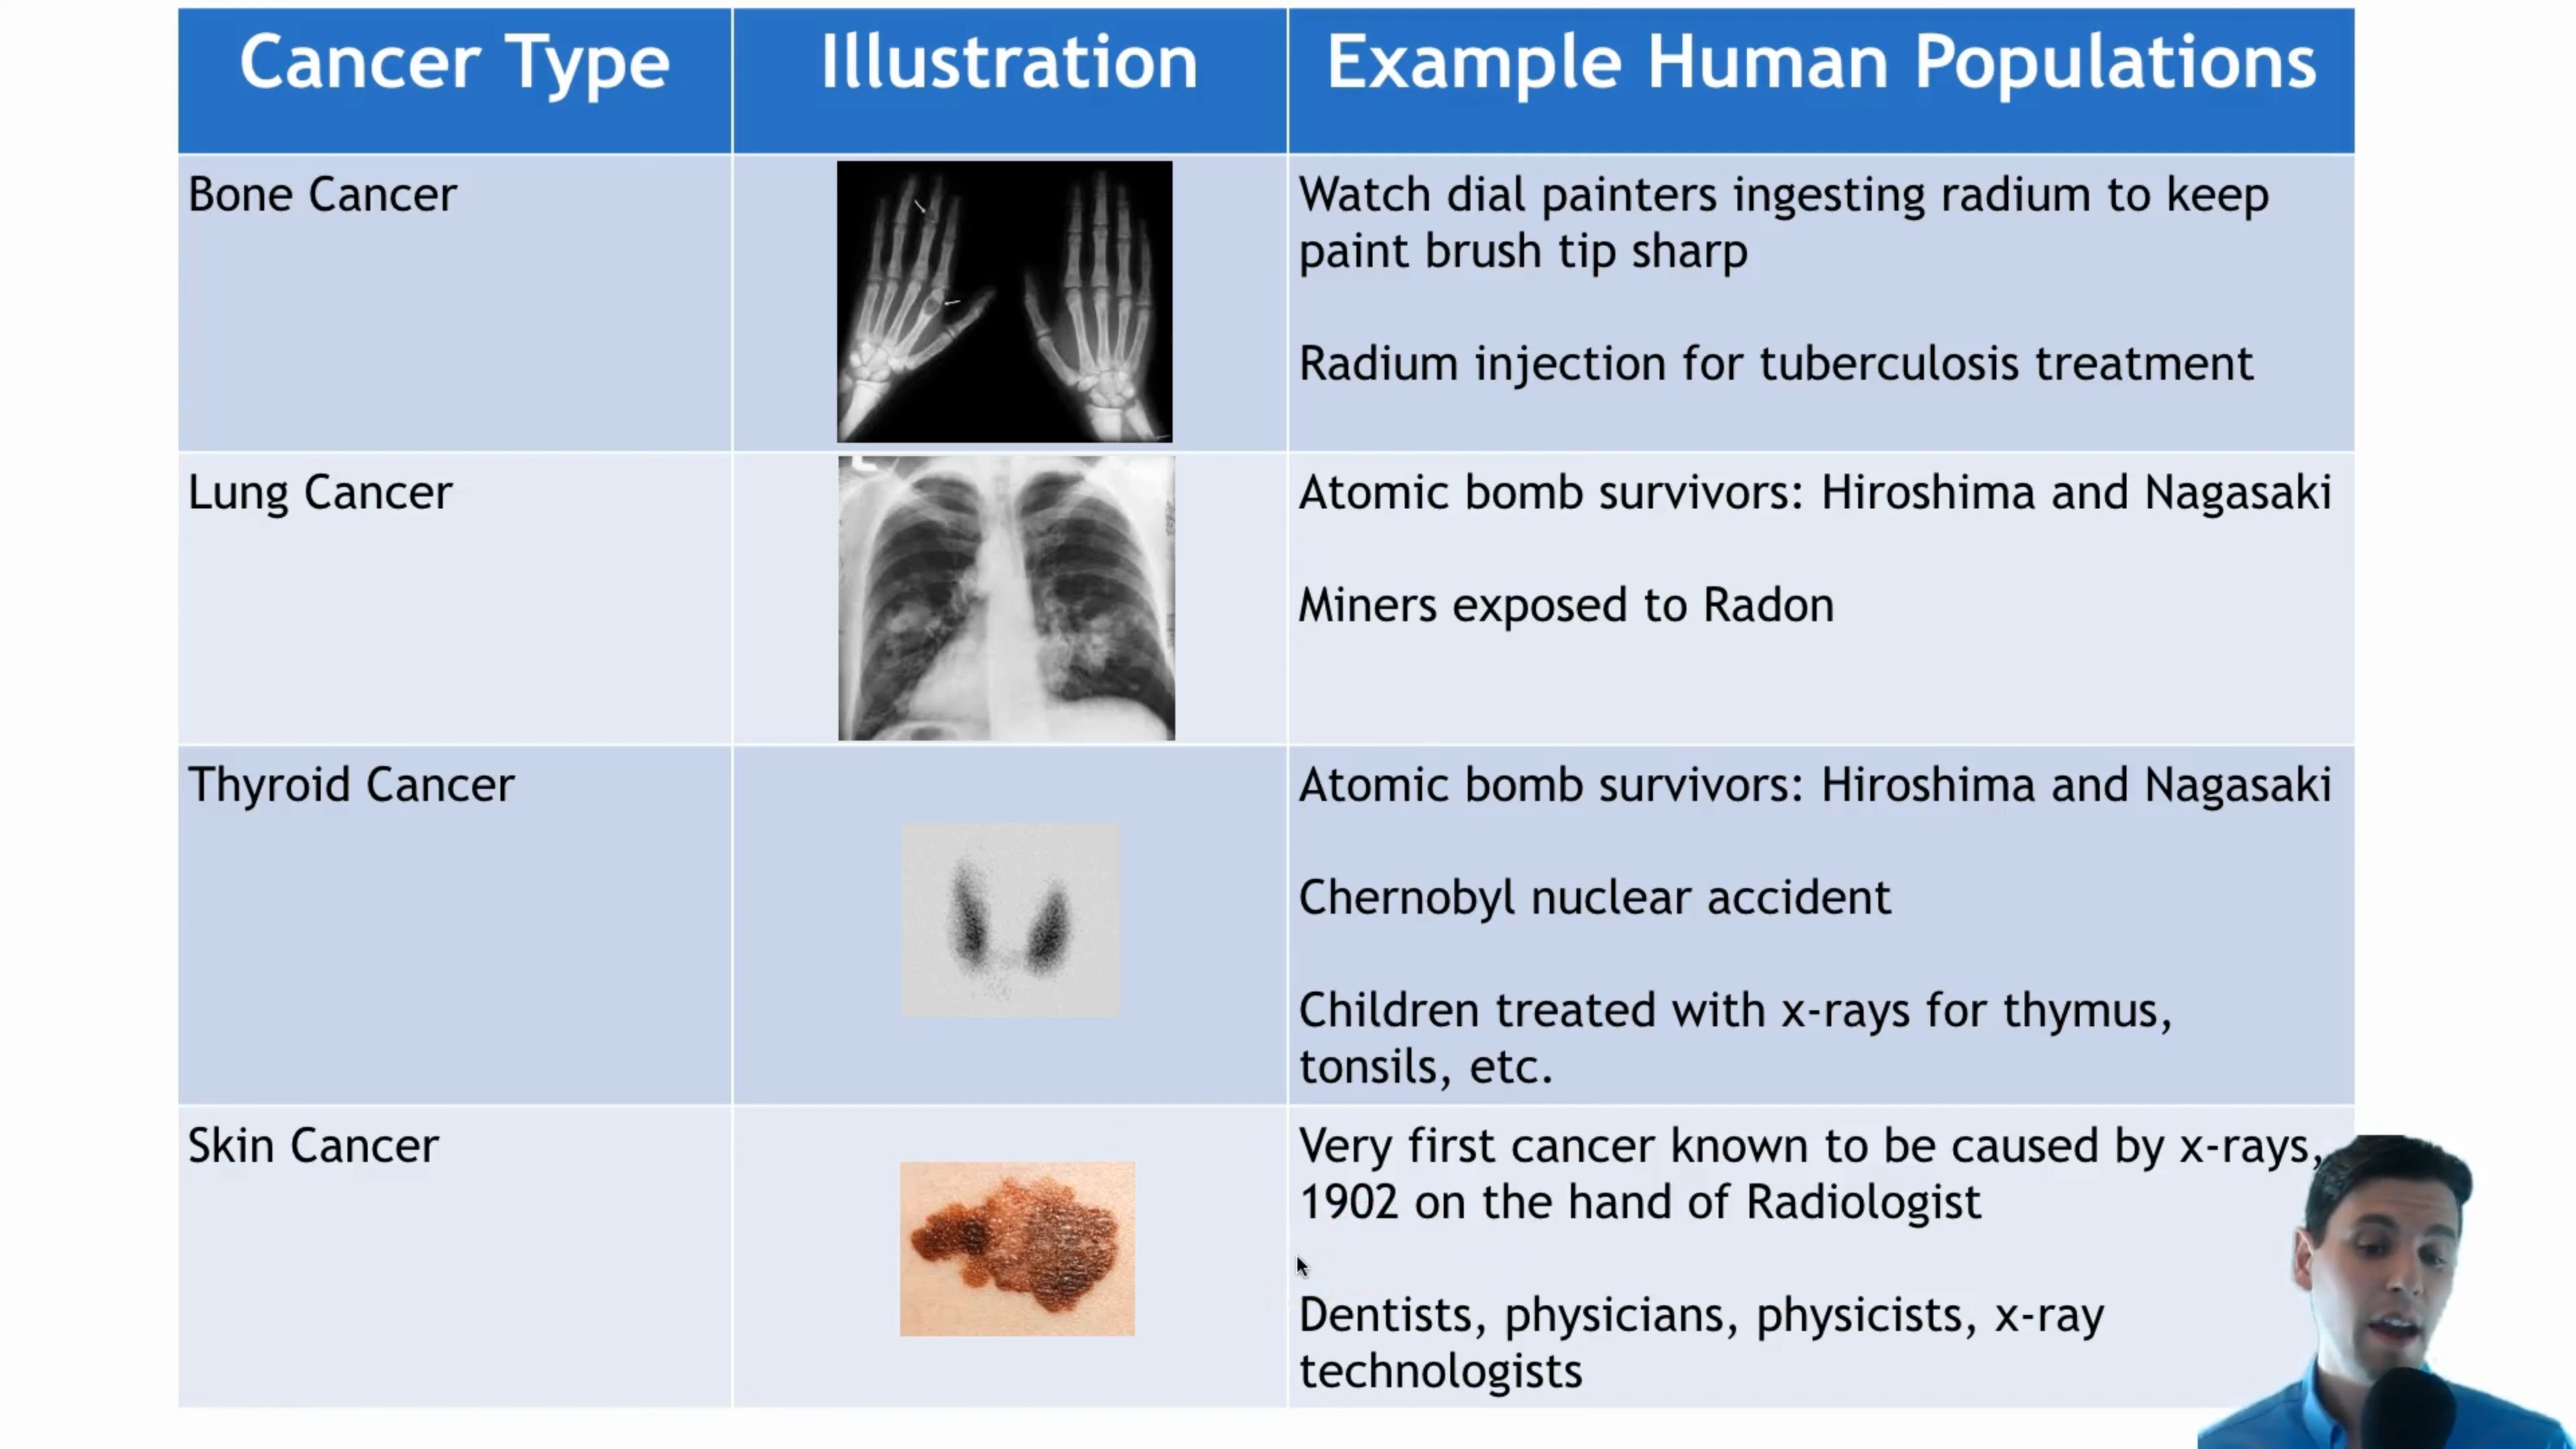 Cancer Type
Illustration
Example Human Populations
Bone Cancer
Watch dial painters ingesting radium to keep
paint brush tip sharp
Radium injection for tuberculosis treatment
Lung Cancer
Atomic bomb survivors: Hiroshima and Nagasaki
Miners exposed to Radon
Thyroid Cancer
Atomic bomb survivors: Hiroshima and Nagasaki
Chernobyl nuclear accident
Children treated with x-rays for thymus,
tonsils, etc.
Skin Cancer
Very first cancer known to be caused by x-rays,
1902 on the hand of Radiologist
Dentists, physicians, physicists, x-ray
technologists